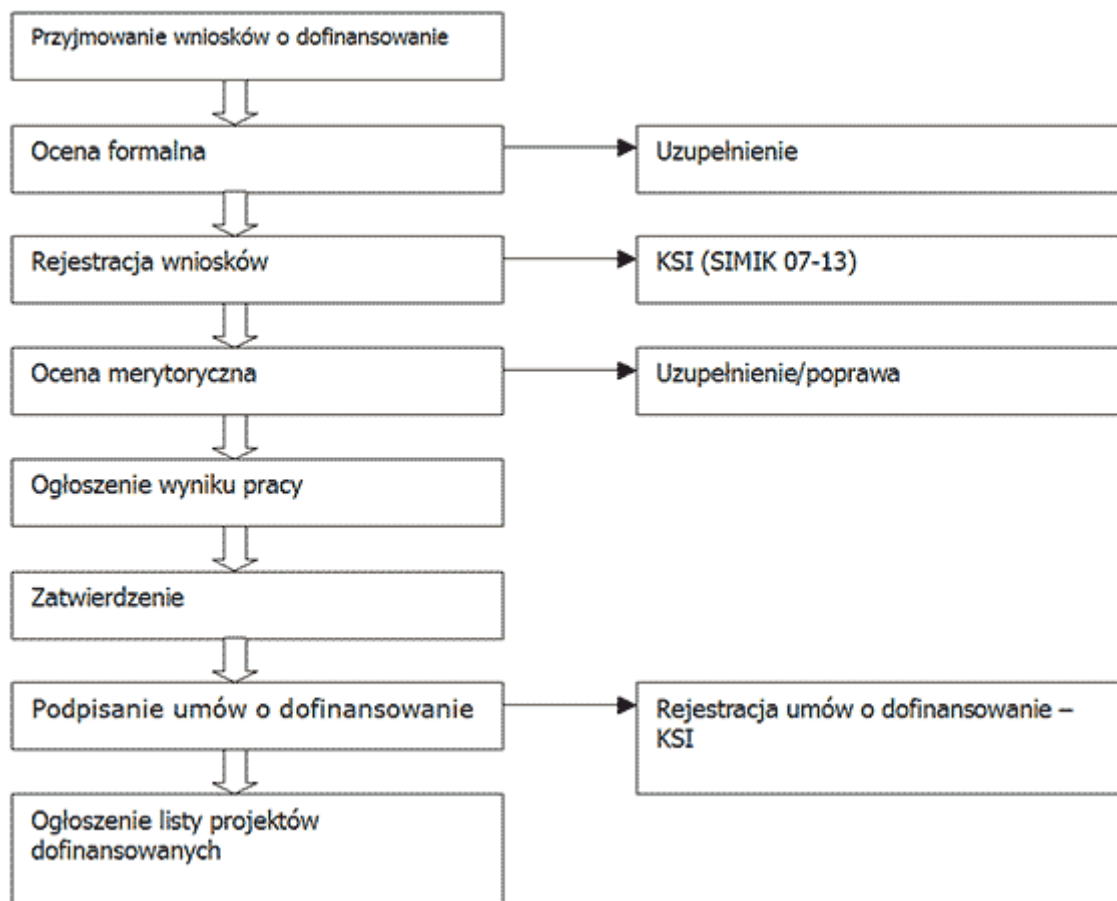 Przyjmowanie wniosków o dofinansowanie
Ocena formalna
Uzupełnienie
Rejestracja wniosków
KSI (SIMIK 07-13)
Ocena merytoryczna
Uzupełnienie/poprawa
Ogłoszenie wyniku pracy
Zatwierdzenie
Podpisanie umów o dofinansowanie
Rejestracja umów o dofinansowanie –
KSI
Ogłoszenie listy projektów
dofinansowanych